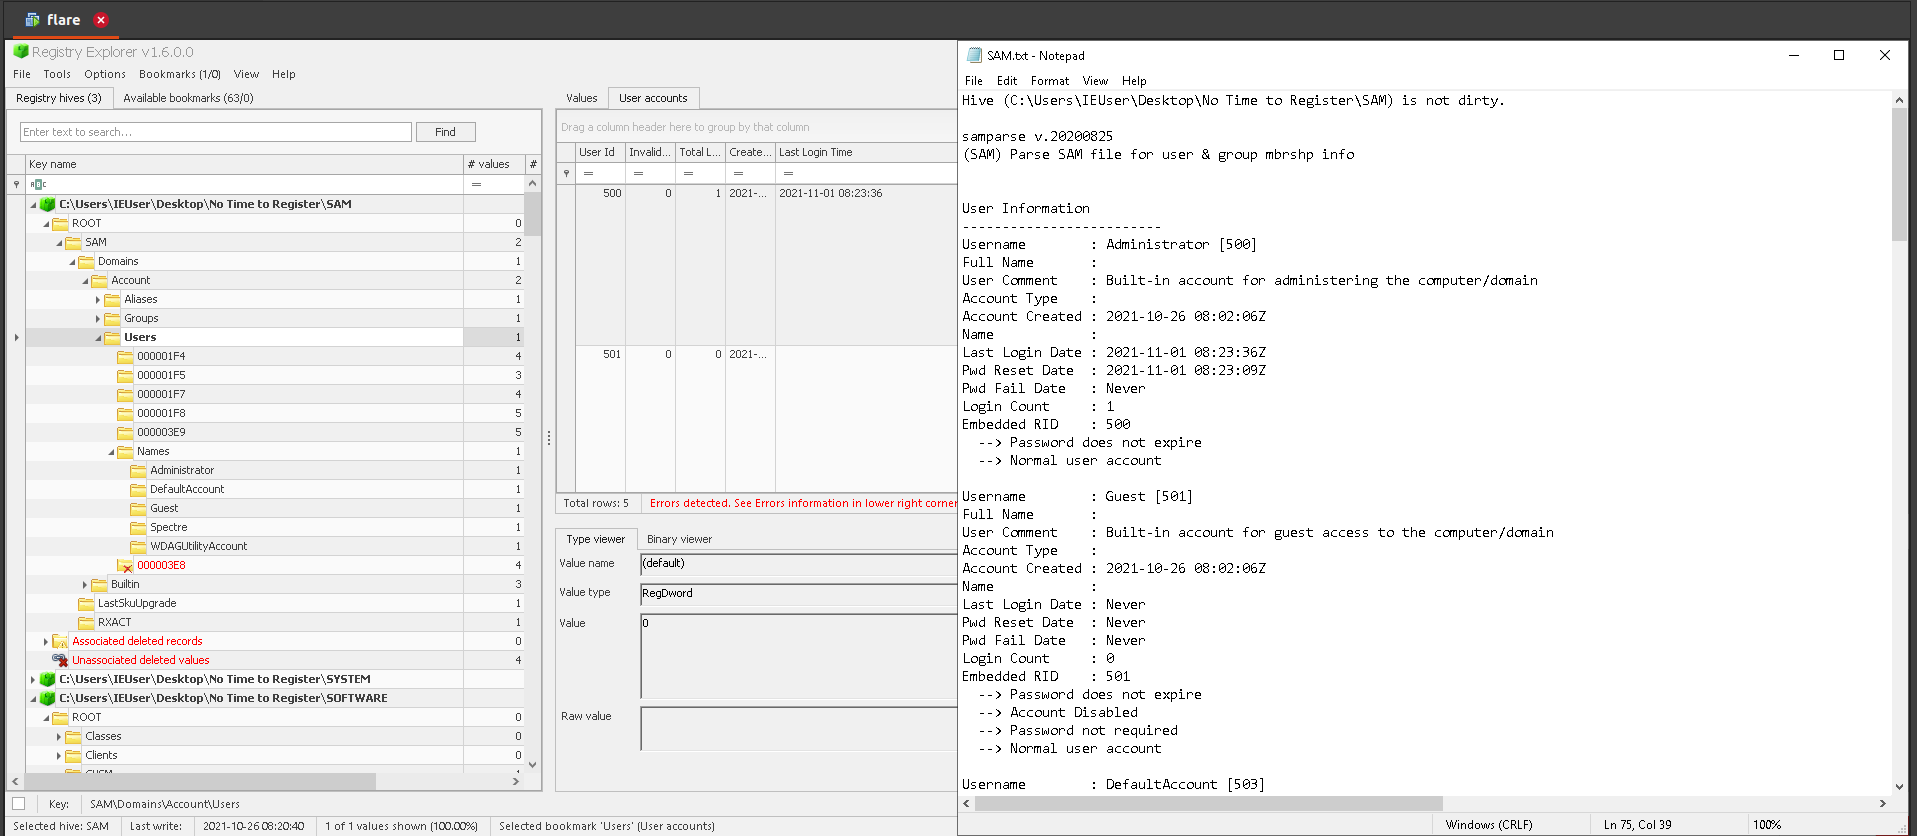 flare
Registry Explorer v1.6.0.0
File Tools Options Bookmarks (1/0) View Help
Registry hives (3) Available bookmarks (63/0)
Enter text to search... Find
Key name # values #
=
C:\Users\IEUser\Desktop\No Time to Register\SAM
ROOT 0
SAM 2
Domains 1
Account 2
Aliases 1
Groups 1
Users 1
000001F4 4
000001F5 3
000001F7 4
000001F8 5
000003E9 5
Names 1
Administrator 1
DefaultAccount 1
Guest 1
Spectre 1
WDAGUtilityAccount 1
000003E8 4
Builtin 3
LastSkuUpgrade 1
RXACT 1
Associated deleted records 0
Unassociated deleted values 4
C:\Users\IEUser\Desktop\No Time to Register\SYSTEM
C:\Users\IEUser\Desktop\No Time to Register\SOFTWARE
ROOT 0
Classes 0
Clients 0
Key: SAM\Domains\Account\Users
Selected hive: SAM Last write: 2021-10-26 08:20:40 1 of 1 values shown (100.00%) Selected bookmark 'Users' (User accounts)
Values User accounts
Drag a column header here to group by that column
User Id Invalid... Total L... Create... Last Login Time
= = = = =
500 0 1 2021-... 2021-11-01 08:23:36
501 0 0 2021-...
Total rows: 5 Errors detected. See Errors information in lower right corner
Type viewer Binary viewer
Value name (default)
Value type RegDword
Value 0
Raw value
SAM.txt - Notepad
File Edit Format View Help
Hive (C:\Users\IEUser\Desktop\No Time to Register\SAM) is not dirty.
samparse v.20200825
(SAM) Parse SAM file for user & group mbrshp info
User Information
-------------------------
Username : Administrator [500]
Full Name :
User Comment : Built-in account for administering the computer/domain
Account Type :
Account Created : 2021-10-26 08:02:06Z
Name :
Last Login Date : 2021-11-01 08:23:36Z
Pwd Reset Date : 2021-11-01 08:23:09Z
Pwd Fail Date : Never
Login Count : 1
Embedded RID : 500
--> Password does not expire
--> Normal user account
Username : Guest [501]
Full Name :
User Comment : Built-in account for guest access to the computer/domain
Account Type :
Account Created : 2021-10-26 08:02:06Z
Name :
Last Login Date : Never
Pwd Reset Date : Never
Pwd Fail Date : Never
Login Count : 0
Embedded RID : 501
--> Password does not expire
--> Account Disabled
--> Password not required
--> Normal user account
Username : DefaultAccount [503]
Windows (CRLF) Ln 75, Col 39 100%